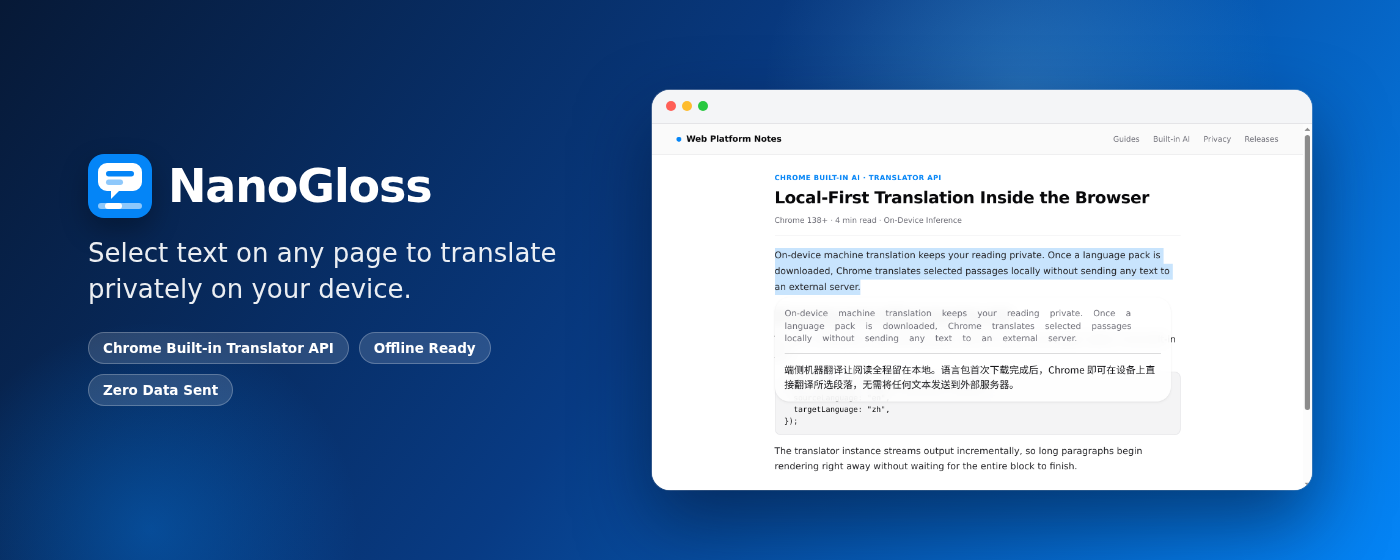 NanoGloss
Select text on any page to translate
privately on your device.
Chrome Built-in Translator API
Offline Ready
Zero Data Sent
Web Platform Notes
Guides
Built-in AI
Privacy
Releases
CHROME BUILT-IN AI · TRANSLATOR API
Local-First Translation Inside the Browser
Chrome 138+ · 4 min read · On-Device Inference
On-device machine translation keeps your reading private. Once a language pack is
downloaded, Chrome translates selected passages locally without sending any text to
an external server.
On-device machine translation keeps your reading private. Once a
language pack is downloaded, Chrome translates selected passages
locally without sending any text to an external server.
端侧机器翻译让阅读全程留在本地。语言包首次下载完成后，Chrome 即可在设备上直
接翻译所选段落，无需将任何文本发送到外部服务器。
targetLanguage: "zh",
});
The translator instance streams output incrementally, so long paragraphs begin
rendering right away without waiting for the entire block to finish.